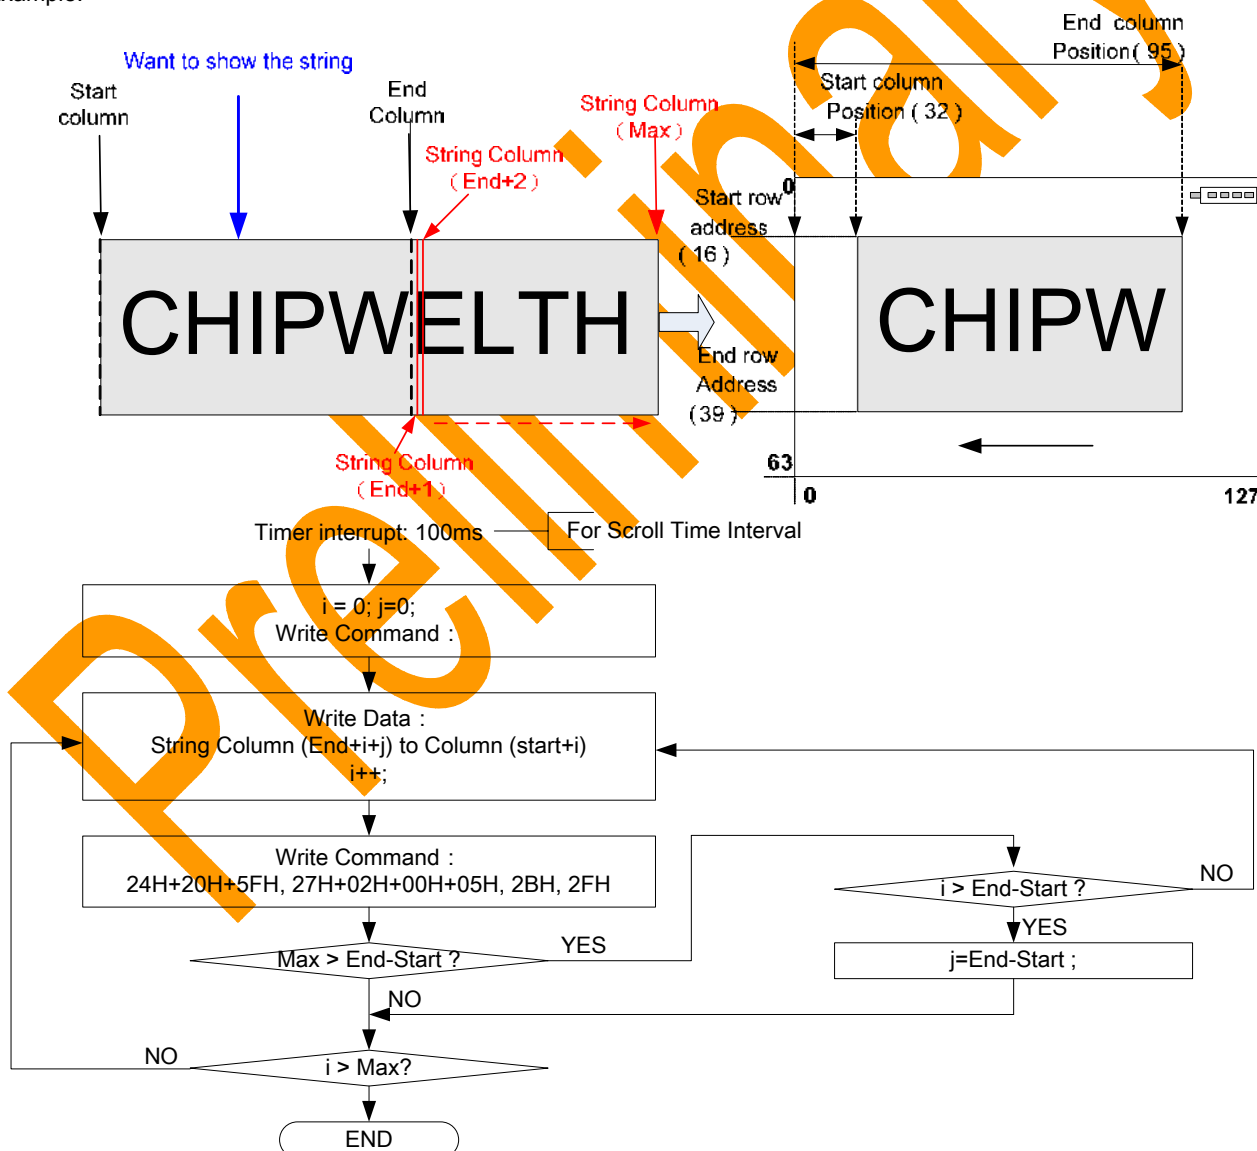 Want to show the string
Start
column
End
Column
String Column
(End+2)
String Column
(Max)
CHIPWELTH
String Column
(End+1)
End column
Position( 95 )
Start column
Position ( 32 )
0
Start row
address
( 16 )
CHIPW
End row
Address
(39 )
63
0
127
Timer interrupt: 100ms
For Scroll Time Interval
i = 0; j=0;
Write Command :
Write Data :
String Column (End+i+j) to Column (start+i)
i++;
Write Command :
24H+20H+5FH, 27H+02H+00H+05H, 2BH, 2FH
i > End-Start ?
NO
YES
Max > End-Start ?
YES
j=End-Start ;
NO
i > Max?
NO
END
Preliminary